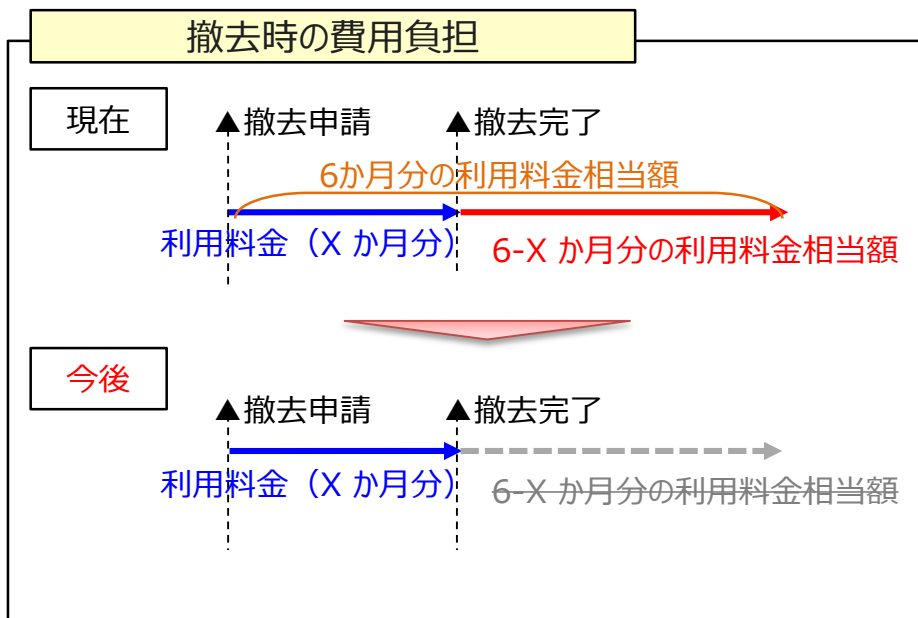 撤去時の費用負担
現在
▲撤去申請
▲撤去完了
6か月分の利用料金相当額
利用料金（X か月分）
6-X か月分の利用料金相当額
今後
▲撤去申請
▲撤去完了
利用料金（X か月分）
6-X か月分の利用料金相当額